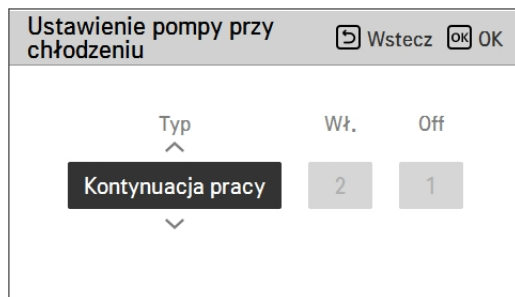 Ustawienie pompy przy
chłodzeniu
Wstecz OK OK
Typ Wł. Off
Kontynuacja pracy 2 1